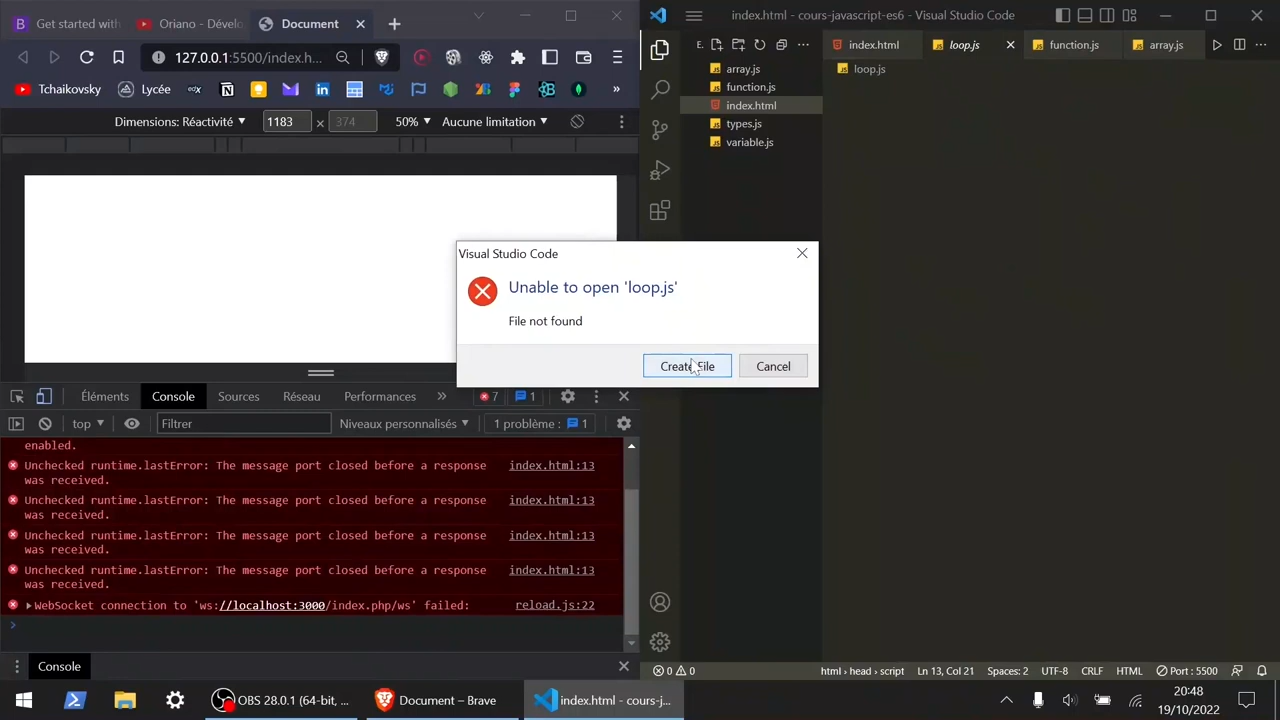 Get started with
Oriano - Dévelo
Document
127.0.0.1:5500/index.h...
Tchaikovsky
Lycée
»
Dimensions: Réactivité
1183
×
374
50%
Aucune limitation
Éléments
Console
Sources
Réseau
Performances
»
7
1
top
Filtrer
Niveaux personnalisés
1 problème :
1
enabled.
Unchecked runtime.lastError: The message port closed before a response
was received.
index.html:13
Unchecked runtime.lastError: The message port closed before a response
was received.
index.html:13
Unchecked runtime.lastError: The message port closed before a response
was received.
index.html:13
Unchecked runtime.lastError: The message port closed before a response
was received.
index.html:13
WebSocket connection to 'ws://localhost:3000/index.php/ws' failed:
reload.js:22
Console
index.html - cours-javascript-es6 - Visual Studio Code
E.
index.html
loop.js
function.js
array.js
array.js
function.js
index.html
types.js
variable.js
loop.js
Visual Studio Code
Unable to open 'loop.js'
File not found
Create File
Cancel
0
0
html › head › script
Ln 13, Col 21
Spaces: 2
UTF-8
CRLF
HTML
Port : 5500
OBS 28.0.1 (64-bit, ...
Document – Brave
index.html - cours-j...
20:48
19/10/2022